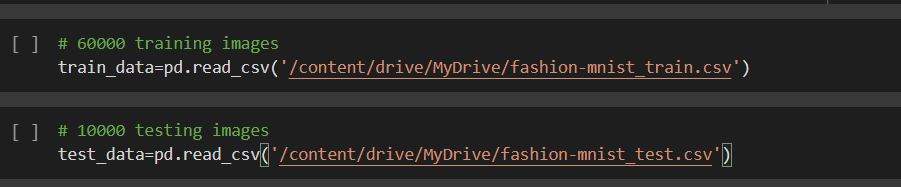 [ ] # 60000 training images
train_data=pd.read_csv('/content/drive/MyDrive/fashion-mnist_train.csv')
[ ] # 10000 testing images
test_data=pd.read_csv('/content/drive/MyDrive/fashion-mnist_test.csv')